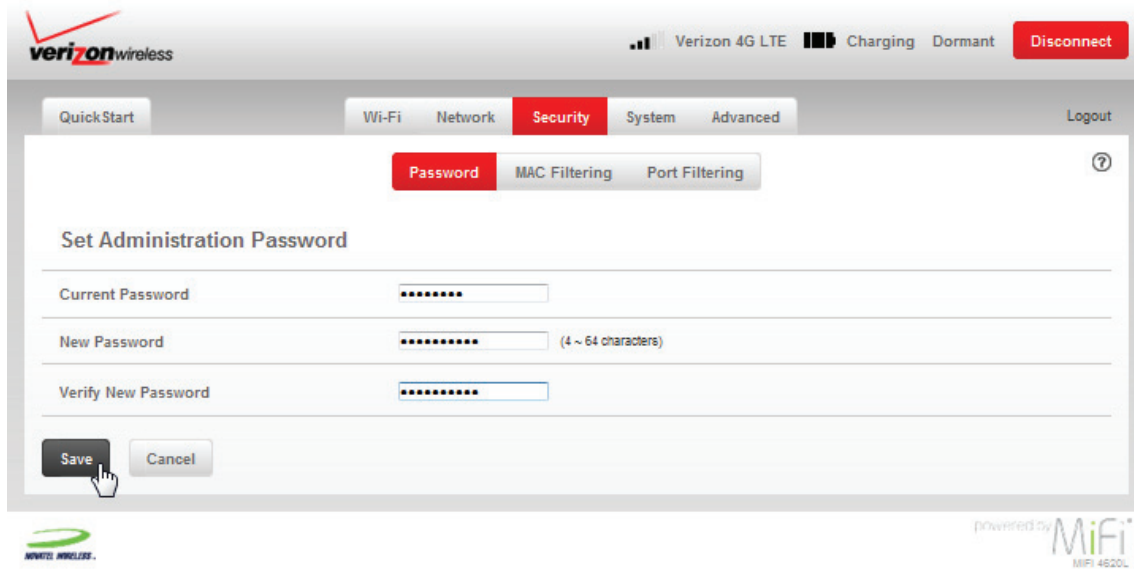 verizonwireless
Verizon 4G LTE Charging Dormant Disconnect
QuickStart Wi-Fi Network Security System Advanced Logout
Password MAC Filtering Port Filtering ?
Set Administration Password
Current Password ••••••••
New Password •••••••••• (4 ~ 64 characters)
Verify New Password ••••••••••
Save Cancel
NOVATEL WIRELESS.
powered by MiFi
MIFI 4620L